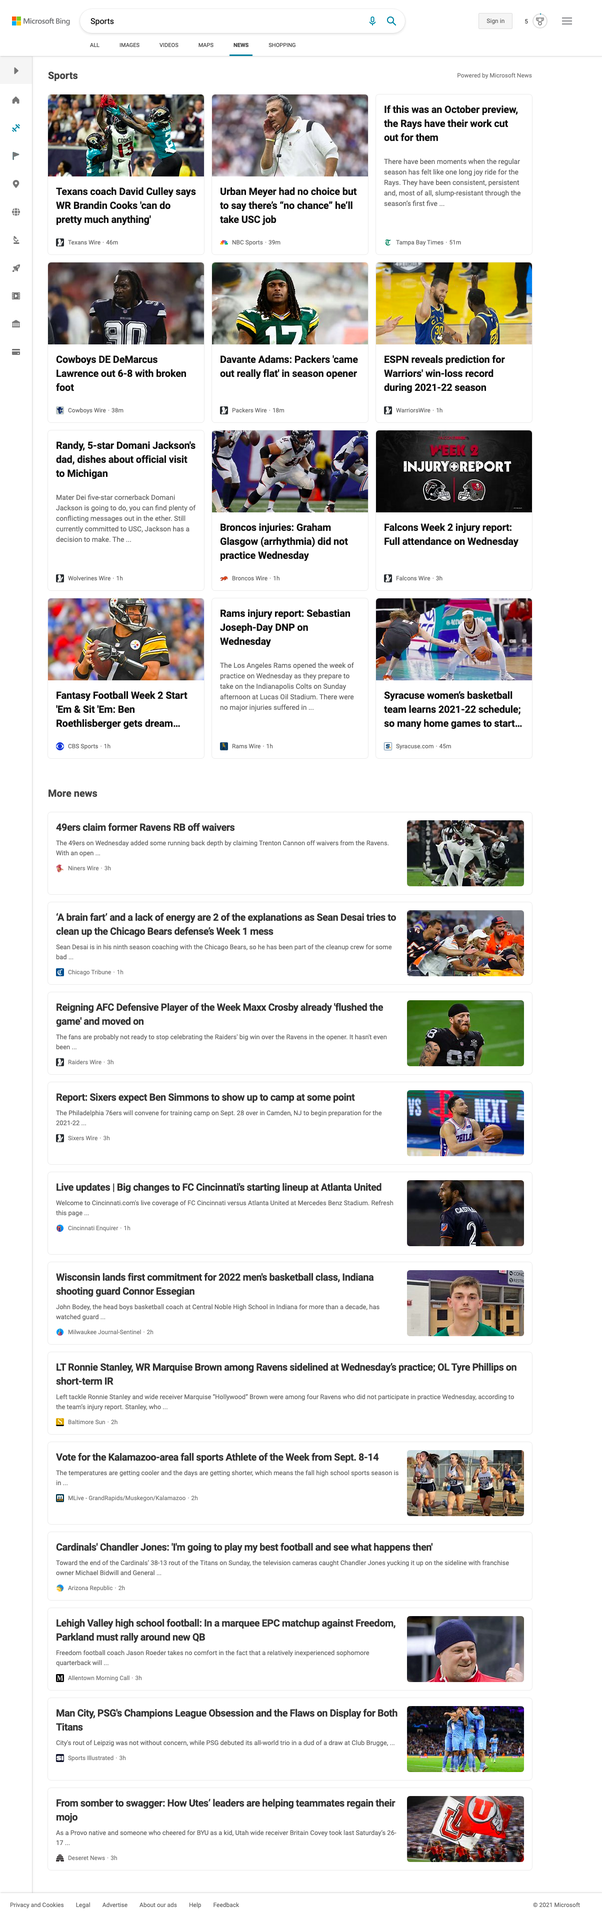 Microsoft Bing
Sports
Sign in
5
ALL
IMAGES
VIDEOS
MAPS
NEWS
SHOPPING
Sports
Powered by Microsoft News
Texans coach David Culley says
WR Brandin Cooks 'can do
pretty much anything'
Texans Wire · 46m
Urban Meyer had no choice but
to say there's “no chance” he'll
take USC job
NBC Sports · 39m
If this was an October preview,
the Rays have their work cut
out for them
There have been moments when the regular
season has felt like one long joy ride for the
Rays. They have been consistent, persistent
and, most of all, slump-resistant through the
season's first five ...
Tampa Bay Times · 51m
Cowboys DE DeMarcus
Lawrence out 6-8 with broken
foot
Cowboys Wire · 38m
17
Davante Adams: Packers 'came
out really flat' in season opener
Packers Wire · 18m
ESPN reveals prediction for
Warriors' win-loss record
during 2021-22 season
WarriorsWire · 1h
Randy, 5-star Domani Jackson's
dad, dishes about official visit
to Michigan
Mater Dei five-star cornerback Domani
Jackson is going to do, you can find plenty of
conflicting messages out in the ether. Still
currently committed to USC, Jackson has a
decision to make. The ...
Wolverines Wire · 1h
Broncos injuries: Graham
Glasgow (arrhythmia) did not
practice Wednesday
Broncos Wire · 1h
WEEK 2
INJURY REPORT
Falcons Week 2 injury report:
Full attendance on Wednesday
Falcons Wire · 3h
Fantasy Football Week 2 Start
'Em & Sit 'Em: Ben
Roethlisberger gets dream...
CBS Sports · 1h
Rams injury report: Sebastian
Joseph-Day DNP on
Wednesday
The Los Angeles Rams opened the week of
practice on Wednesday as they prepare to
take on the Indianapolis Colts on Sunday
afternoon at Lucas Oil Stadium. There were
no major injuries suffered in ...
Rams Wire · 1h
Syracuse women's basketball
team learns 2021-22 schedule;
so many home games to start...
Syracuse.com · 45m
More news
49ers claim former Ravens RB off waivers
The 49ers on Wednesday added some running back depth by claiming Trenton Cannon off waivers from the Ravens.
With an open ...
Niners Wire · 3h
‘A brain fart’ and a lack of energy are 2 of the explanations as Sean Desai tries to
clean up the Chicago Bears defense’s Week 1 mess
Sean Desai is in his ninth season coaching with the Chicago Bears, so he has been part of the cleanup crew for some
bad ...
Chicago Tribune · 1h
Reigning AFC Defensive Player of the Week Maxx Crosby already 'flushed the
game' and moved on
The fans are probably not ready to stop celebrating the Raiders' big win over the Ravens in the opener. It hasn't even
been ...
Raiders Wire · 3h
Report: Sixers expect Ben Simmons to show up to camp at some point
The Philadelphia 76ers will convene for training camp on Sept. 28 over in Camden, NJ to begin preparation for the
2021-22 ...
Sixers Wire · 3h
VS
NEXT
Live updates | Big changes to FC Cincinnati's starting lineup at Atlanta United
Welcome to Cincinnati.com's live coverage of FC Cincinnati versus Atlanta United at Mercedes Benz Stadium. Refresh
this page ...
Cincinnati Enquirer · 1h
2
Wisconsin lands first commitment for 2022 men's basketball class, Indiana
shooting guard Connor Essegian
John Bodey, the head boys basketball coach at Central Noble High School in Indiana for more than a decade, has
watched guard ...
Milwaukee Journal-Sentinel · 2h
LT Ronnie Stanley, WR Marquise Brown among Ravens sidelined at Wednesday’s practice; OL Tyre Phillips on
short-term IR
Left tackle Ronnie Stanley and wide receiver Marquise “Hollywood” Brown were among four Ravens who did not participate in practice Wednesday, according to
the team's injury report. Stanley, who ...
Baltimore Sun · 2h
Vote for the Kalamazoo-area fall sports Athlete of the Week from Sept. 8-14
The temperatures are getting cooler and the days are getting shorter, which means the fall high school sports season is
in ...
MLive - GrandRapids/Muskegon/Kalamazoo · 2h
Cardinals' Chandler Jones: 'I'm going to play my best football and see what happens then'
Toward the end of the Cardinals' 38-13 rout of the Titans on Sunday, the television cameras caught Chandler Jones yucking it up on the sideline with franchise
owner Michael Bidwill and General ...
Arizona Republic · 2h
Lehigh Valley high school football: In a marquee EPC matchup against Freedom,
Parkland must rally around new QB
Freedom football coach Jason Roeder takes no comfort in the fact that a relatively inexperienced sophomore
quarterback will ...
Allentown Morning Call · 3h
Man City, PSG's Champions League Obsession and the Flaws on Display for Both
Titans
City's rout of Leipzig was not without concern, while PSG debuted its all-world trio in a dud of a draw at Club Brugge, ...
Sports Illustrated · 3h
From somber to swagger: How Utes’ leaders are helping teammates regain their
mojo
As a Provo native and someone who cheered for BYU as a kid, Utah wide receiver Britain Covey took last Saturday's 26-
17 ...
Deseret News · 3h
Privacy and Cookies
Legal
Advertise
About our ads
Help
Feedback
© 2021 Microsoft